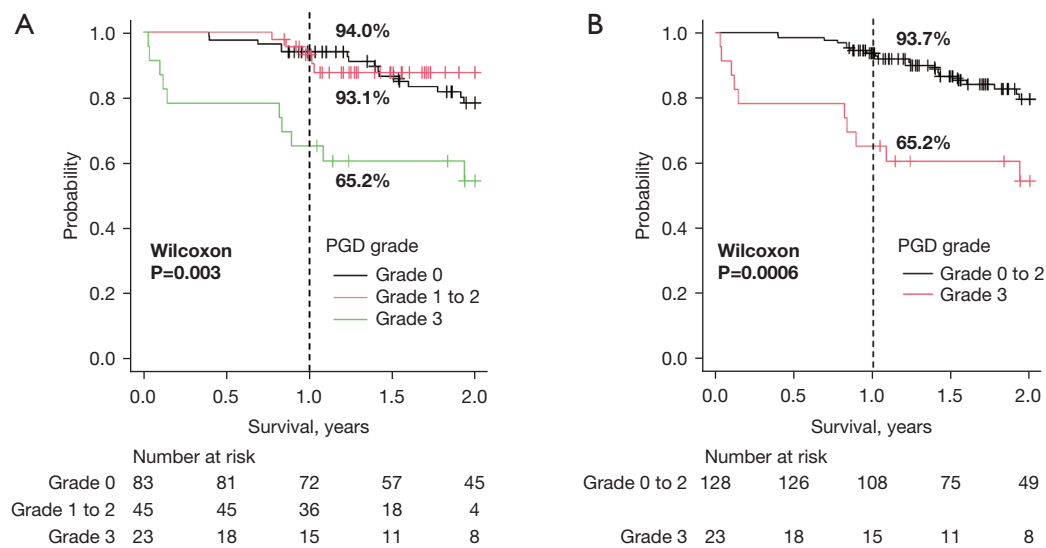 A
1.0
0.8
0.6
0.4
0.2
0.0
Probability
94.0%
93.1%
65.2%
Wilcoxon
P=0.003
PGD grade
Grade 0
Grade 1 to 2
Grade 3
0.0 0.5 1.0 1.5 2.0
Survival, years
Number at risk
Grade 0 83 81 72 57 45
Grade 1 to 2 45 45 36 18 4
Grade 3 23 18 15 11 8
B
1.0
0.8
0.6
0.4
0.2
0.0
Probability
93.7%
65.2%
Wilcoxon
P=0.0006
PGD grade
Grade 0 to 2
Grade 3
0.0 0.5 1.0 1.5 2.0
Survival, years
Number at risk
Grade 0 to 2 128 126 108 75 49
Grade 3 23 18 15 11 8